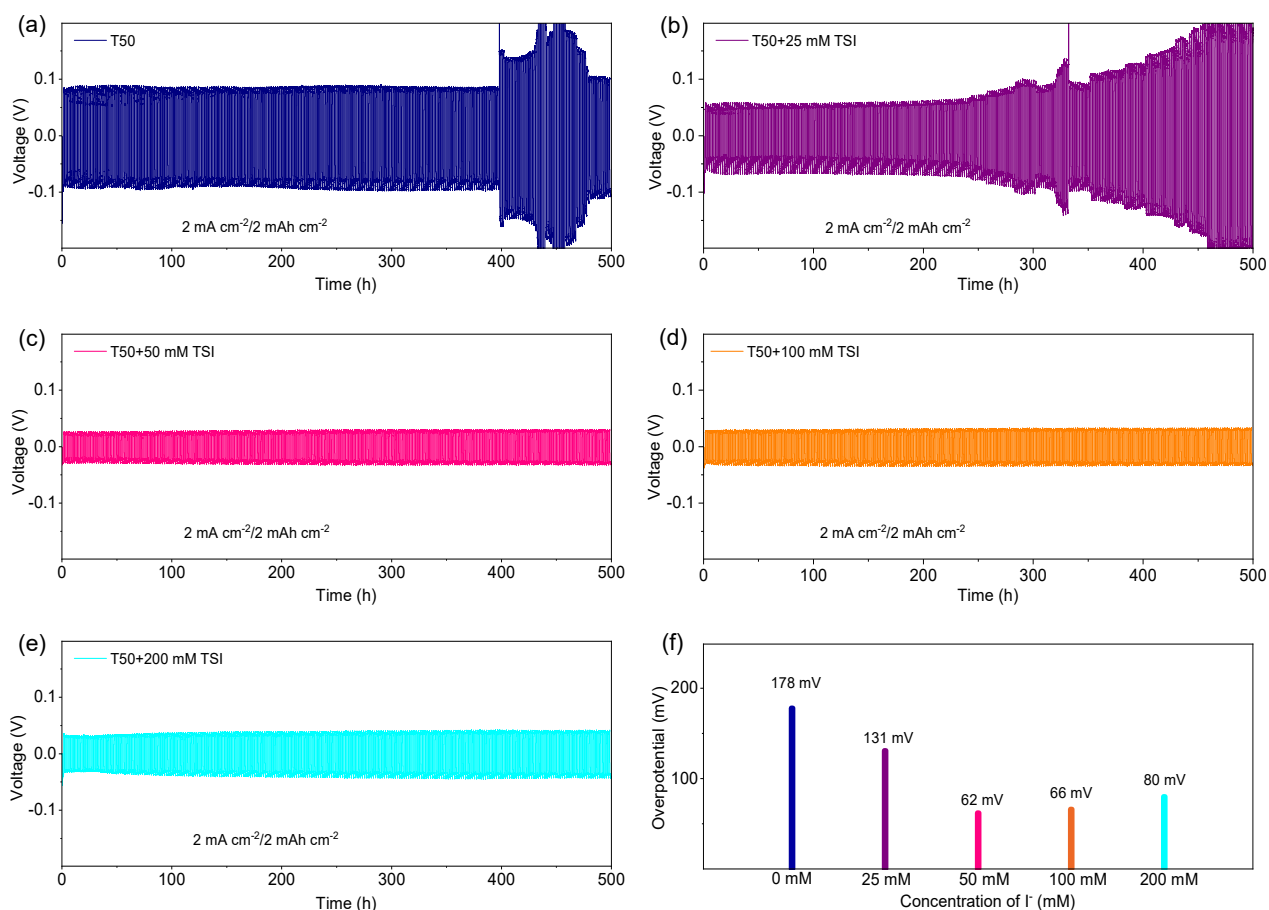 (a)
T50
0.1
0.0
-0.1
Voltage (V)
2 mA cm⁻²/2 mAh cm⁻²
0 100 200 300 400 500
Time (h)
(b)
T50+25 mM TSI
0.1
0.0
-0.1
Voltage (V)
2 mA cm⁻²/2 mAh cm⁻²
0 100 200 300 400 500
Time (h)
(c)
T50+50 mM TSI
0.1
0.0
-0.1
Voltage (V)
2 mA cm⁻²/2 mAh cm⁻²
0 100 200 300 400 500
Time (h)
(d)
T50+100 mM TSI
0.1
0.0
-0.1
Voltage (V)
2 mA cm⁻²/2 mAh cm⁻²
0 100 200 300 400 500
Time (h)
(e)
T50+200 mM TSI
0.1
0.0
-0.1
Voltage (V)
2 mA cm⁻²/2 mAh cm⁻²
0 100 200 300 400 500
Time (h)
(f)
200
100
Overpotential (mV)
178 mV
131 mV
62 mV
66 mV
80 mV
0 mM 25 mM 50 mM 100 mM 200 mM
Concentration of I⁻ (mM)